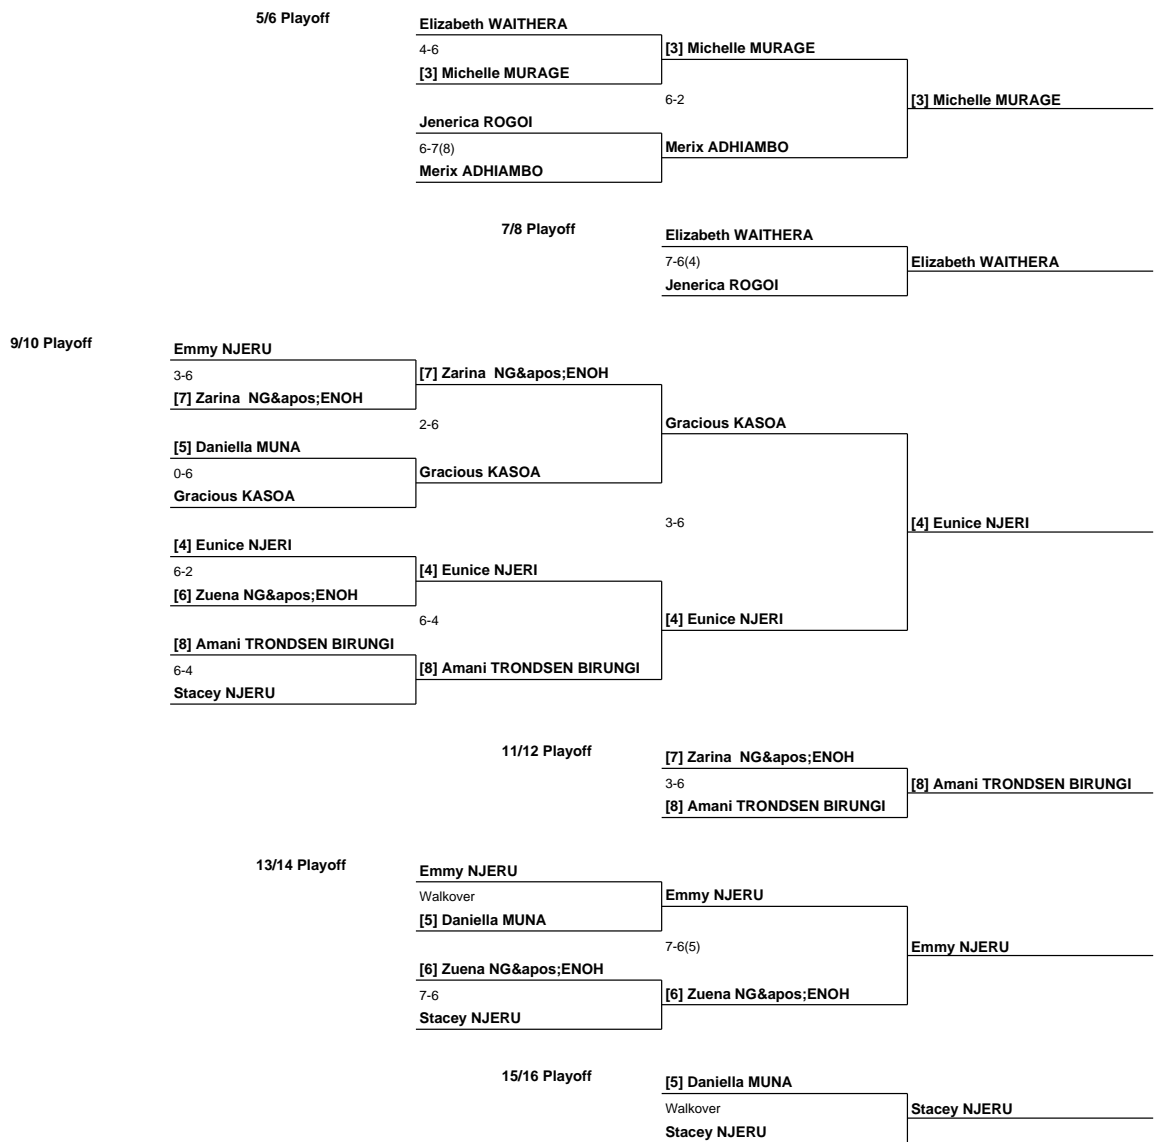 5/6 Playoff
Elizabeth WAITHERA
4-6
[3] Michelle MURAGE
[3] Michelle MURAGE
6-2
[3] Michelle MURAGE
Jenerica ROGOI
6-7(8)
Merix ADHIAMBO
Merix ADHIAMBO
7/8 Playoff
Elizabeth WAITHERA
7-6(4)
Elizabeth WAITHERA
Jenerica ROGOI
9/10 Playoff
Emmy NJERU
3-6
[7] Zarina  NG&apos;ENOH
[7] Zarina  NG&apos;ENOH
2-6
Gracious KASOA
[5] Daniella MUNA
0-6
Gracious KASOA
Gracious KASOA
3-6
[4] Eunice NJERI
[4] Eunice NJERI
6-2
[4] Eunice NJERI
[6] Zuena NG&apos;ENOH
6-4
[4] Eunice NJERI
[8] Amani TRONDSEN BIRUNGI
6-4
[8] Amani TRONDSEN BIRUNGI
Stacey NJERU
11/12 Playoff
[7] Zarina  NG&apos;ENOH
3-6
[8] Amani TRONDSEN BIRUNGI
[8] Amani TRONDSEN BIRUNGI
13/14 Playoff
Emmy NJERU
Walkover
Emmy NJERU
[5] Daniella MUNA
7-6(5)
Emmy NJERU
[6] Zuena NG&apos;ENOH
7-6
[6] Zuena NG&apos;ENOH
Stacey NJERU
15/16 Playoff
[5] Daniella MUNA
Walkover
Stacey NJERU
Stacey NJERU